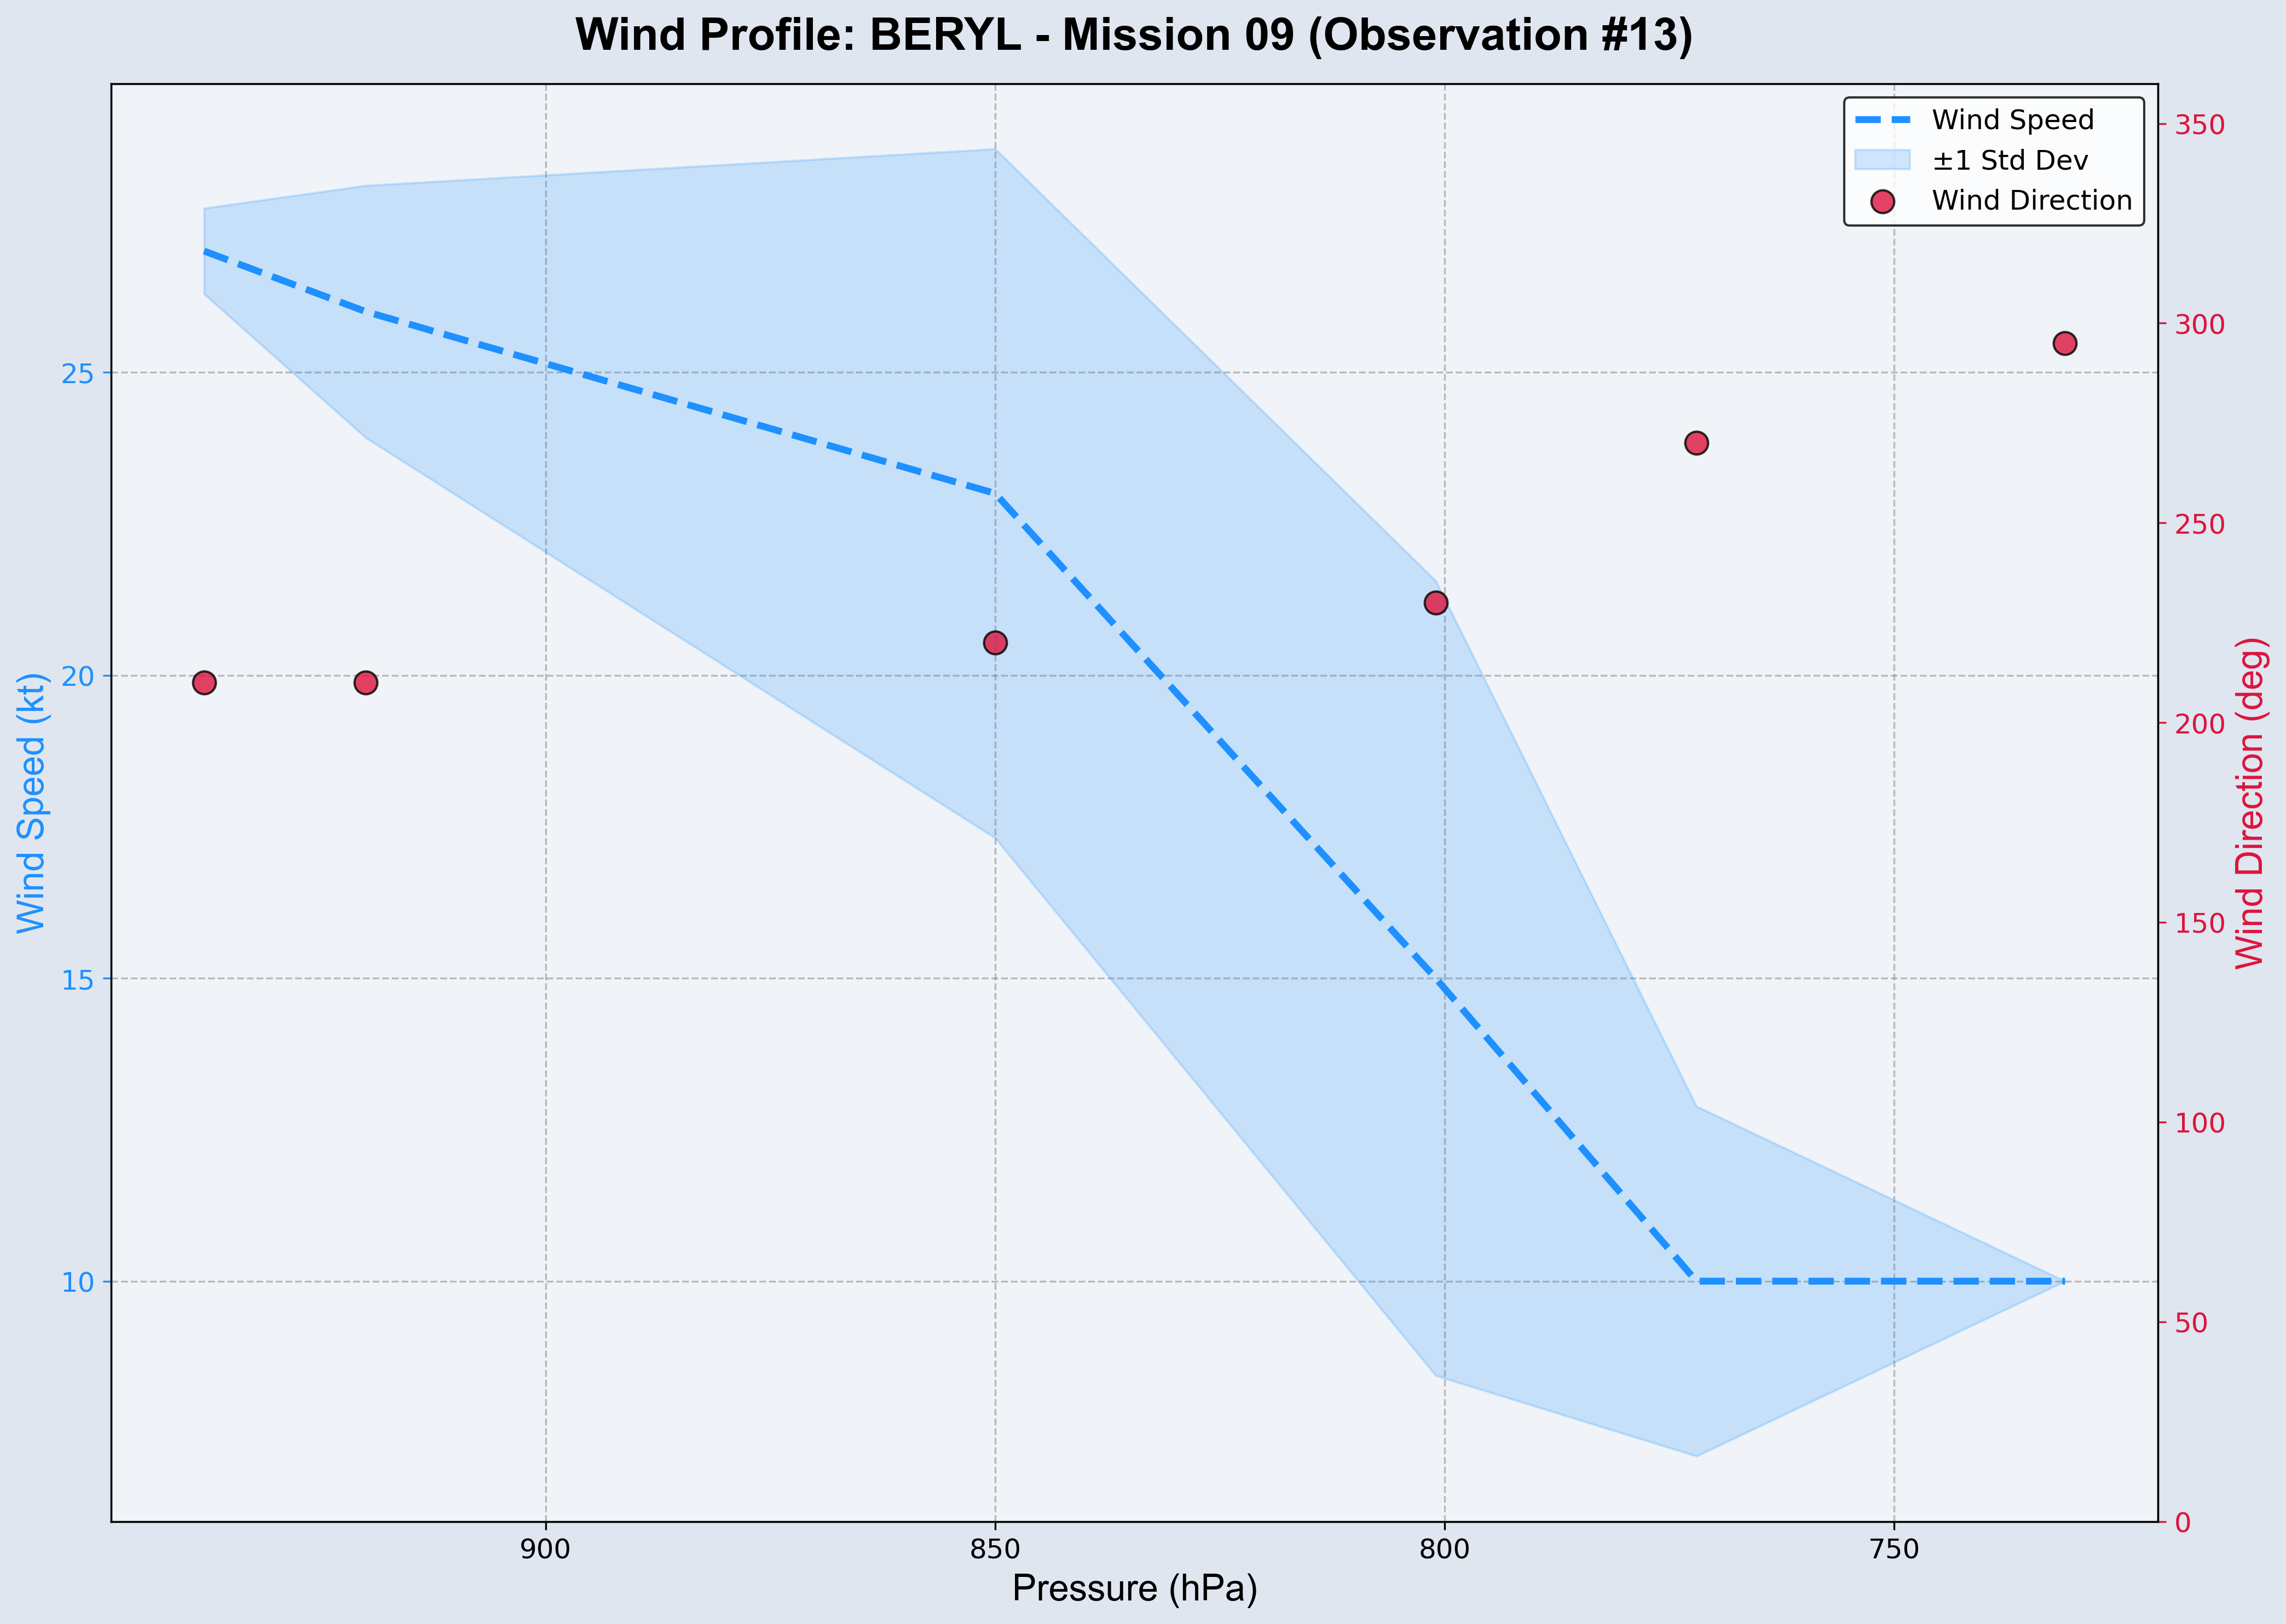 Wind Profile: BERYL - Mission 09 (Observation #13)
Wind Speed
±1 Std Dev
Wind Direction
Wind Speed (kt)
25
20
15
10
350
300
250
200
150
100
50
0
Wind Direction (deg)
900
850
800
750
Pressure (hPa)